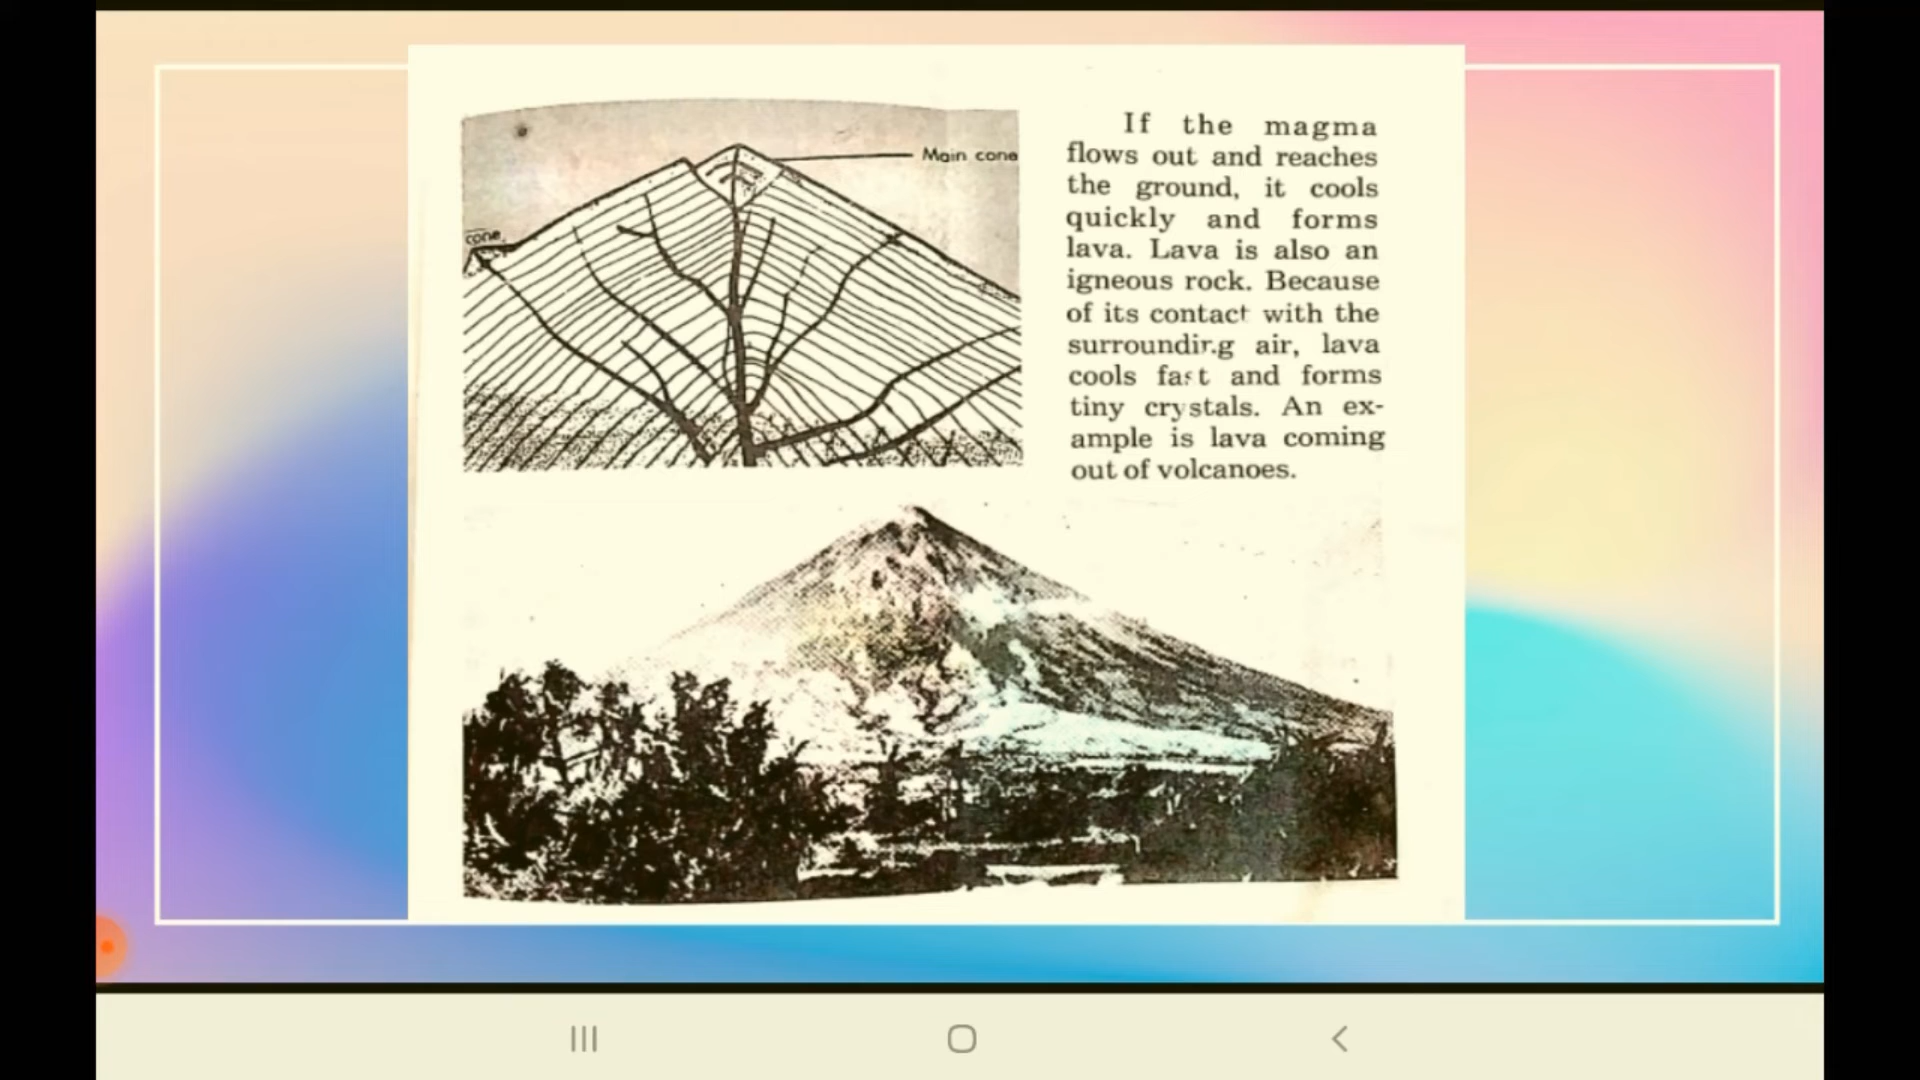 Main cone
cone
If the magma
flows out and reaches
the ground, it cools
quickly and forms
lava. Lava is also an
igneous rock. Because
of its contact with the
surrounding air, lava
cools fast and forms
tiny crystals. An ex-
ample is lava coming
out of volcanoes.